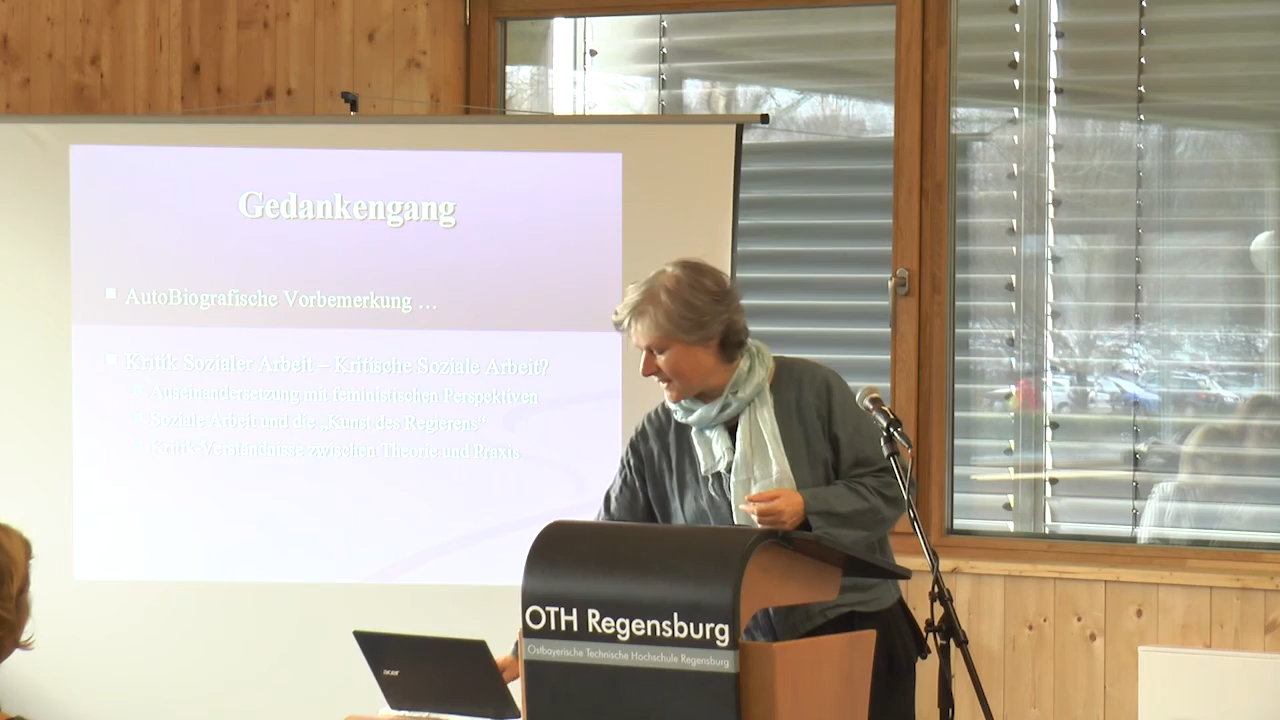 Gedankengang
AutoBiografische Vorbemerkung …
Kritik Sozialer Arbeit – Kritische Soziale Arbeit?
Auseinandersetzung mit feministischen Perspektiven
Soziale Arbeit und die „Kunst des Regierens“
Kritik-Verständnisse zwischen Theorie und Praxis
OTH Regensburg
Ostbayerische Technische Hochschule Regensburg
acer